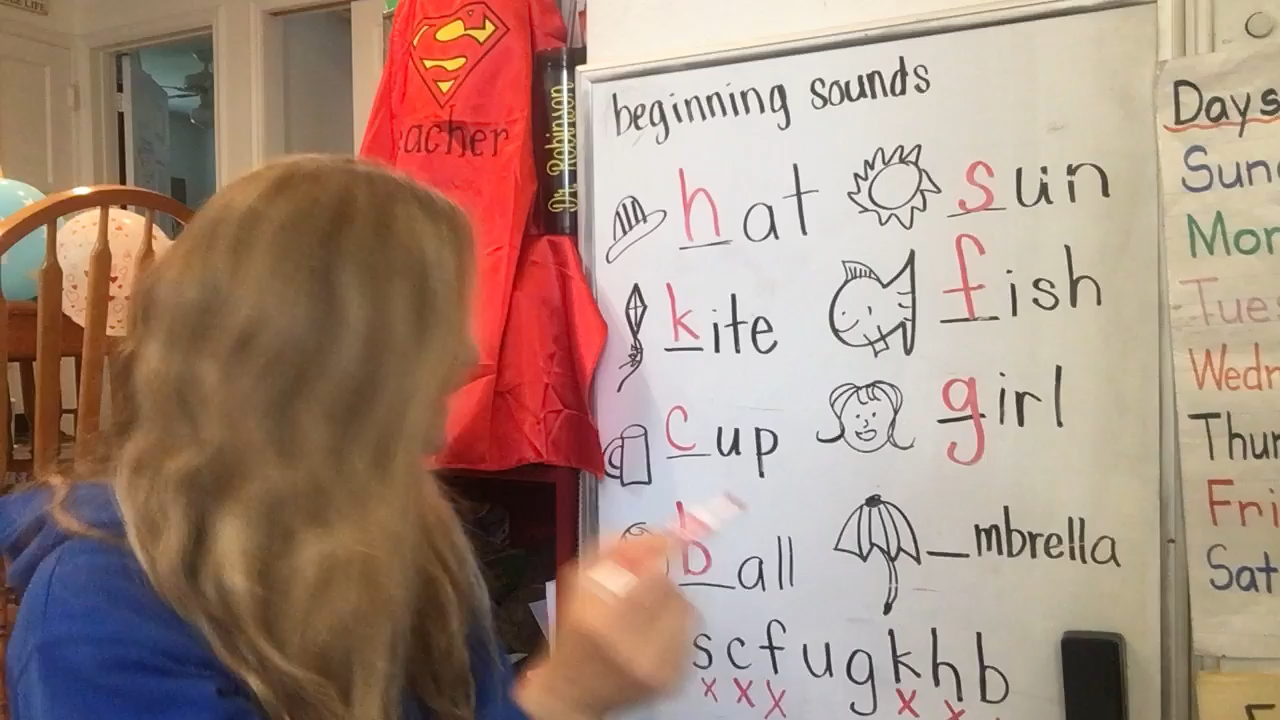 beginning sounds
hat
sun
kite
fish
cup
girl
ball
_mbrella
s c f u g k h b
x x x x x
eacher
Dr. Robinson
Days
Sun
Mon
Tues
Wedn
Thur
Fri
Sat